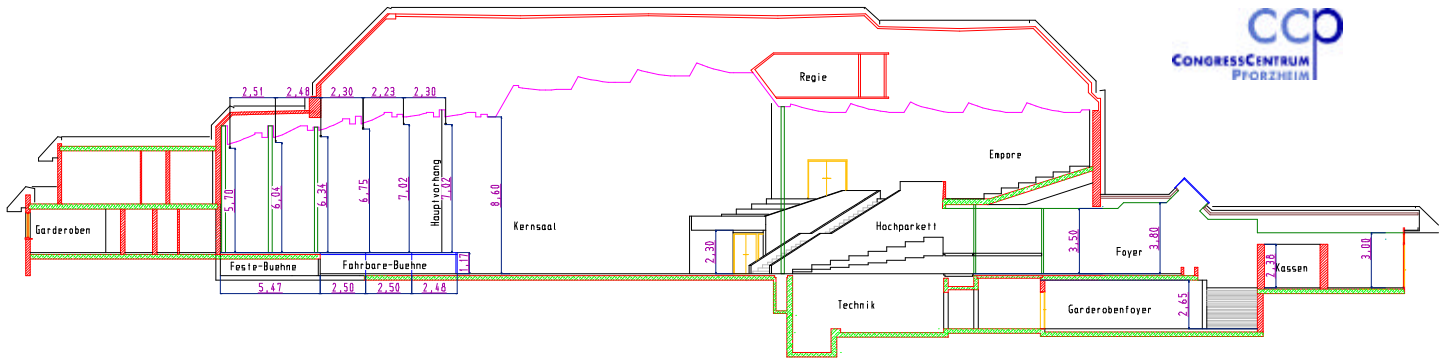 ccp
CONGRESSCENTRUM
PFORZHEIM
Regie
2,51 2,48 2,30 2,23 2,30
Empore
5,70 6,04 6,34 6,75 7,02 Hauptvorhang 7,02 8,60
Garderoben
Kernsaal
Hochparkett
2,30
3,50
3,80
Foyer
3,00
2,38
Kassen
Feste-Buehne
Fahrbare-Buehne
1,17
5,47 2,50 2,50 2,48
Technik
Garderobenfoyer
2,65